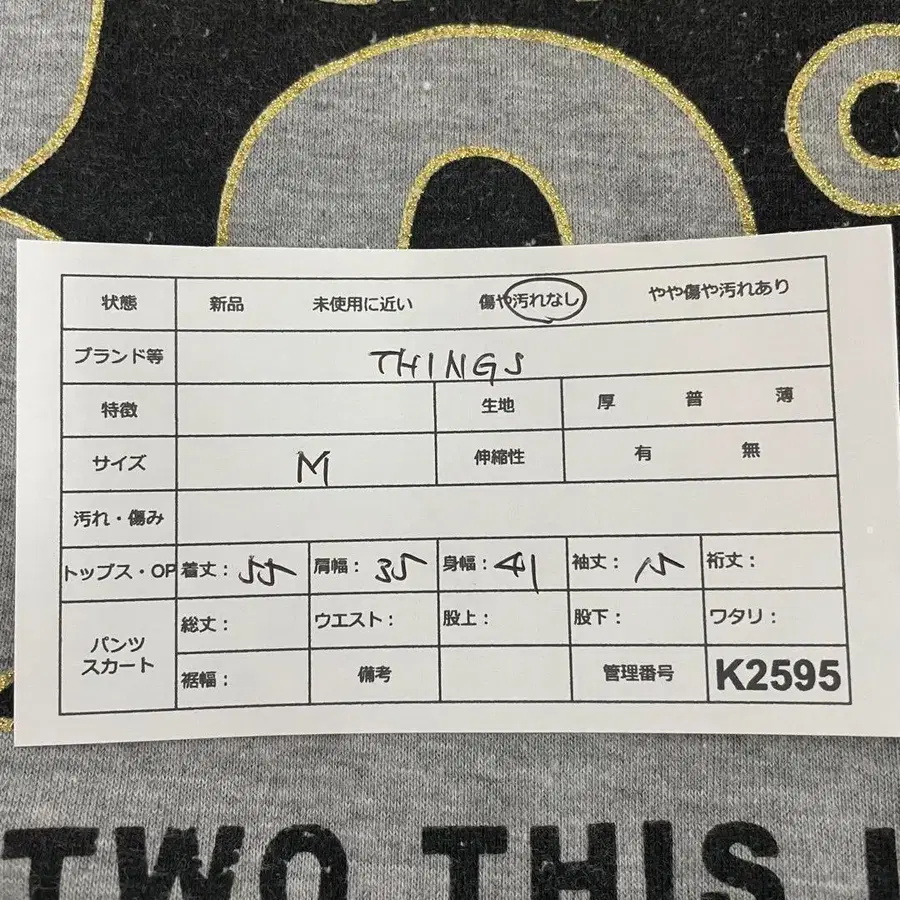 状態 新品 未使用に近い 傷や汚れなし やや傷や汚れあり
ブランド等 THINGS
特徴 生地 厚 普 薄
サイズ M 伸縮性 有 無
汚れ・傷み
トップス・OP 着丈: 55 肩幅: 35 身幅: 41 袖丈: 15 裄丈:
パンツ スカート 総丈: ウエスト: 股上: 股下: ワタリ:
裾幅: 備考 管理番号 K2595
TWO THIS